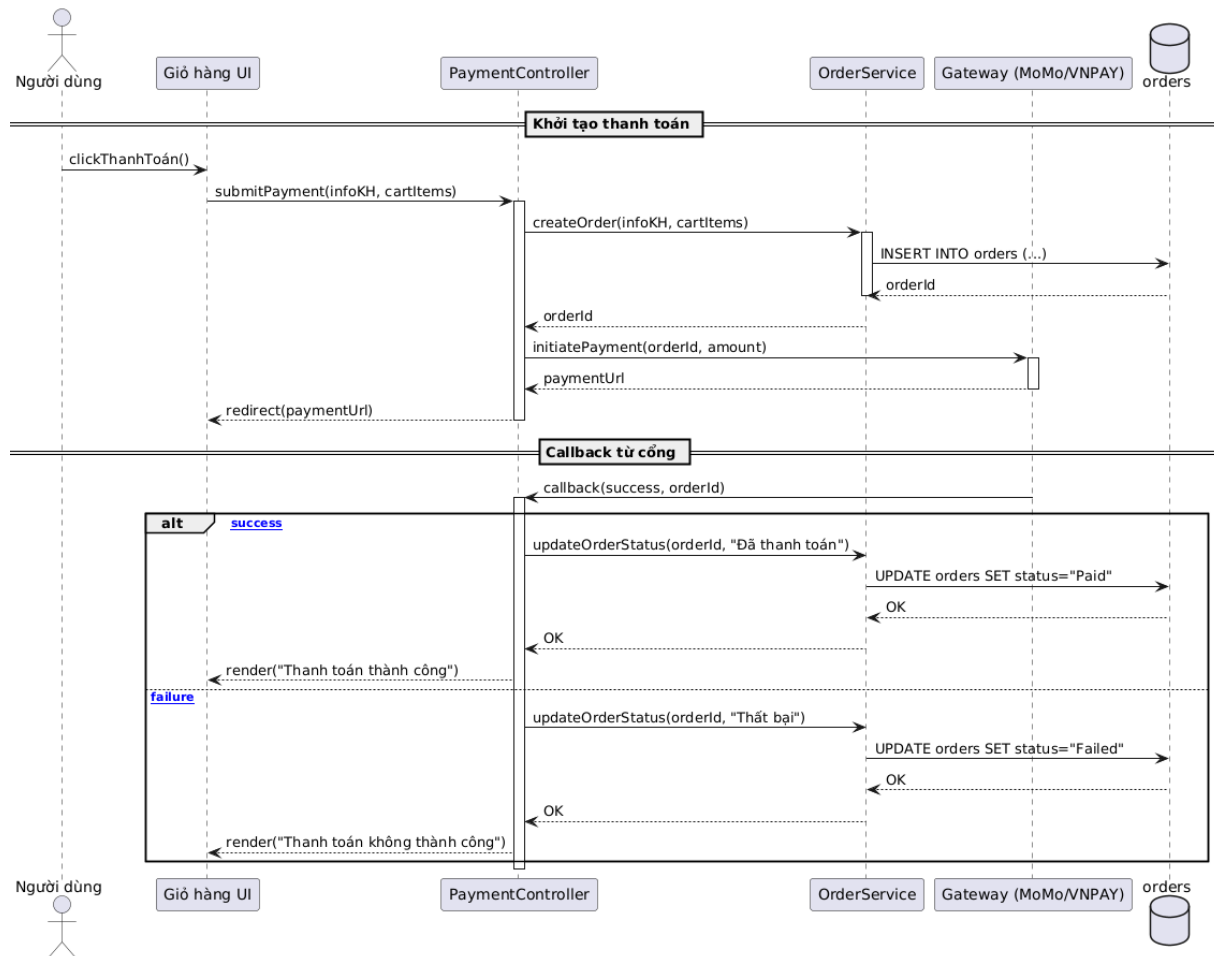 Người dùng
Giỏ hàng UI
PaymentController
OrderService
Gateway (MoMo/VNPAY)
orders
Khởi tạo thanh toán
clickThanhToán()
submitPayment(infoKH, cartItems)
createOrder(infoKH, cartItems)
INSERT INTO orders (...)
orderId
orderId
initiatePayment(orderId, amount)
paymentUrl
redirect(paymentUrl)
Callback từ cổng
callback(success, orderId)
alt
success
updateOrderStatus(orderId, "Đã thanh toán")
UPDATE orders SET status="Paid"
OK
OK
render("Thanh toán thành công")
failure
updateOrderStatus(orderId, "Thất bại")
UPDATE orders SET status="Failed"
OK
OK
render("Thanh toán không thành công")
Người dùng
Giỏ hàng UI
PaymentController
OrderService
Gateway (MoMo/VNPAY)
orders